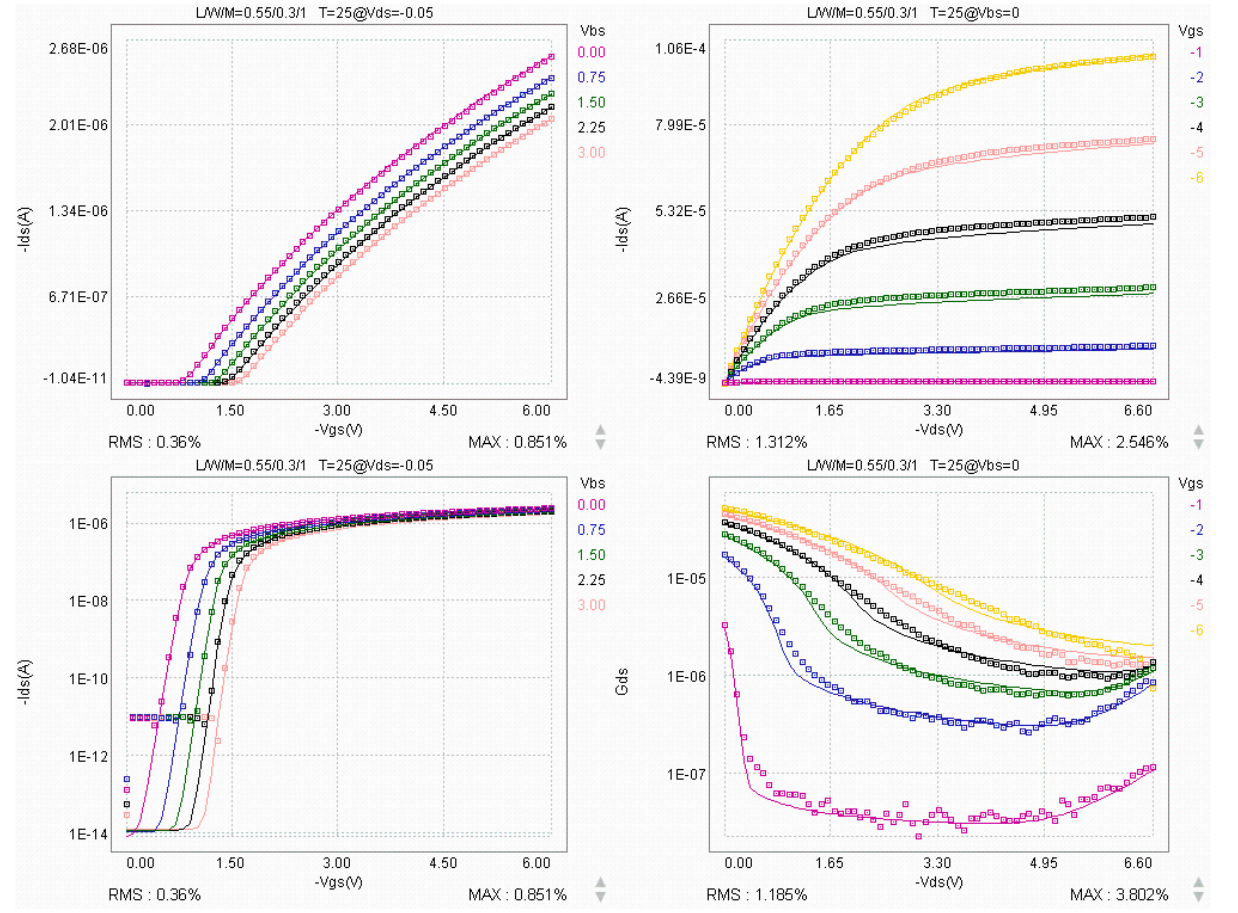 L/W/M=0.55/0.3/1 T=25@Vds=-0.05
Vbs
0.00
0.75
1.50
2.25
3.00
2.68E-06
2.01E-06
1.34E-06
6.71E-07
-1.04E-11
-Ids(A)
0.00 1.50 3.00 4.50 6.00
-Vgs(V)
RMS : 0.36% MAX : 0.851%
L/W/M=0.55/0.3/1 T=25@Vbs=0
Vgs
-1
-2
-3
-4
-5
-6
1.06E-4
7.99E-5
5.32E-5
2.66E-5
-4.39E-9
-Ids(A)
0.00 1.65 3.30 4.95 6.60
-Vds(V)
RMS : 1.312% MAX : 2.546%
L/W/M=0.55/0.3/1 T=25@Vds=-0.05
Vbs
0.00
0.75
1.50
2.25
3.00
1E-06
1E-08
1E-10
1E-12
1E-14
-Ids(A)
0.00 1.50 3.00 4.50 6.00
-Vgs(V)
RMS : 0.36% MAX : 0.851%
L/W/M=0.55/0.3/1 T=25@Vbs=0
Vgs
-1
-2
-3
-4
-5
-6
1E-05
1E-06
1E-07
Gds
0.00 1.65 3.30 4.95 6.60
-Vds(V)
RMS : 1.185% MAX : 3.802%